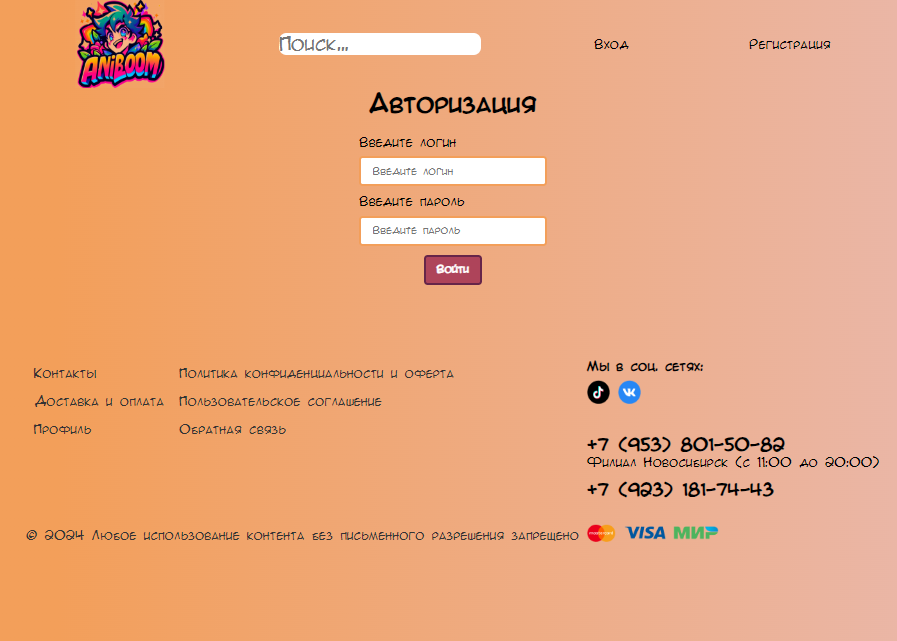 ANIBOOM
Поиск...
Вход
Регистрация
Авторизация
Введите логин
Введите логин
Введите пароль
Введите пароль
Войти
Контакты
Политика конфиденциальности и оферта
Доставка и оплата
Пользовательское соглашение
Профиль
Обратная связь
Мы в соц. сетях:
+7 (953) 801-50-82
Филиал Новосибирск (с 11:00 до 20:00)
+7 (923) 181-74-43
© 2024 Любое использование контента без письменного разрешения запрещено
mastercard VISA МИР